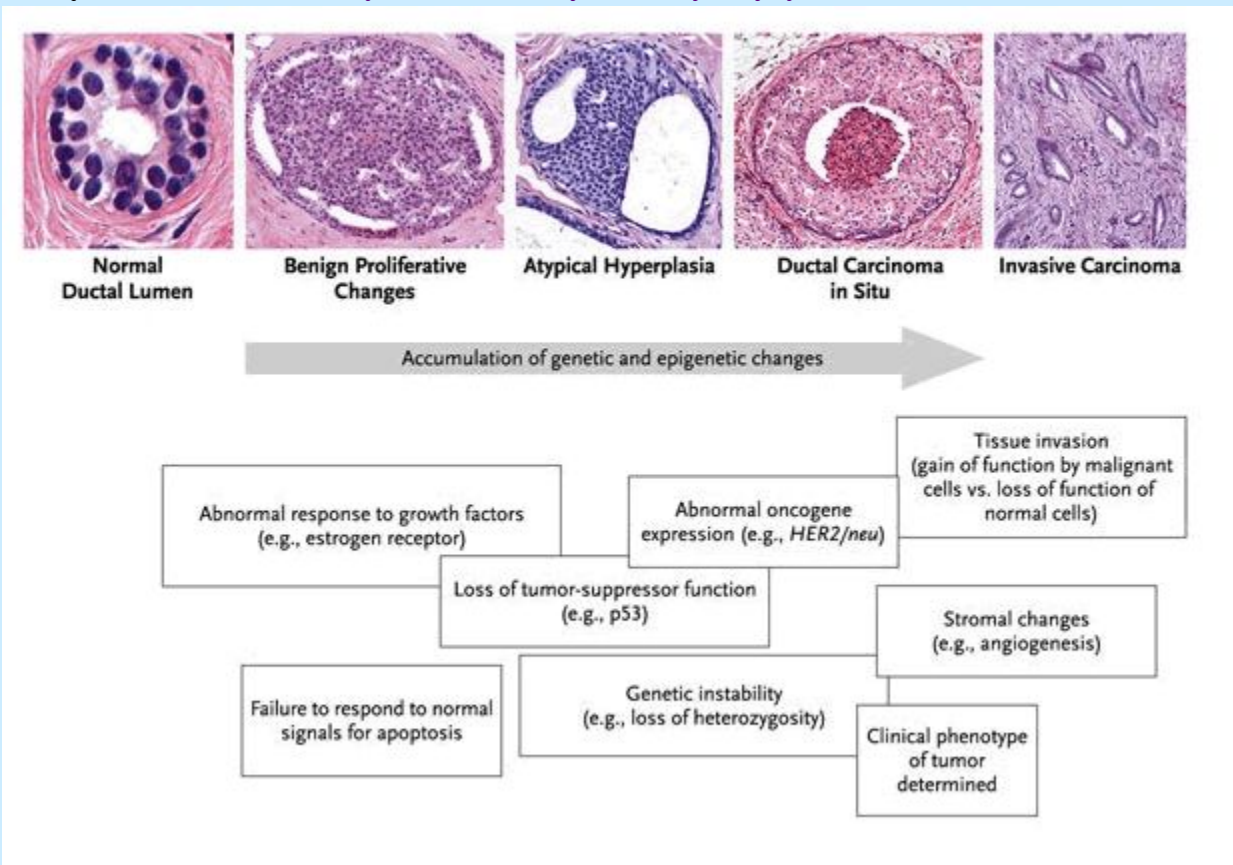 Normal
Ductal Lumen
Benign Proliferative
Changes
Atypical Hyperplasia
Ductal Carcinoma
in Situ
Invasive Carcinoma
Accumulation of genetic and epigenetic changes
Tissue invasion
(gain of function by malignant
cells vs. loss of function of
normal cells)
Abnormal response to growth factors
(e.g., estrogen receptor)
Abnormal oncogene
expression (e.g., HER2/neu)
Loss of tumor-suppressor function
(e.g., p53)
Stromal changes
(e.g., angiogenesis)
Failure to respond to normal
signals for apoptosis
Genetic instability
(e.g., loss of heterozygosity)
Clinical phenotype
of tumor
determined